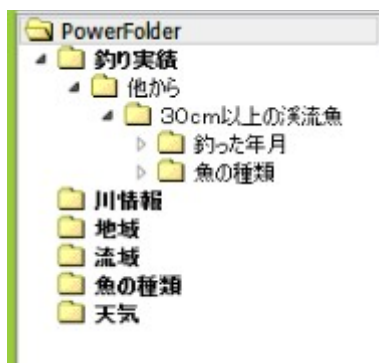 PowerFolder
釣り実績
他から
30cm以上の渓流魚
釣った年月
魚の種類
川情報
地域
流域
魚の種類
天気